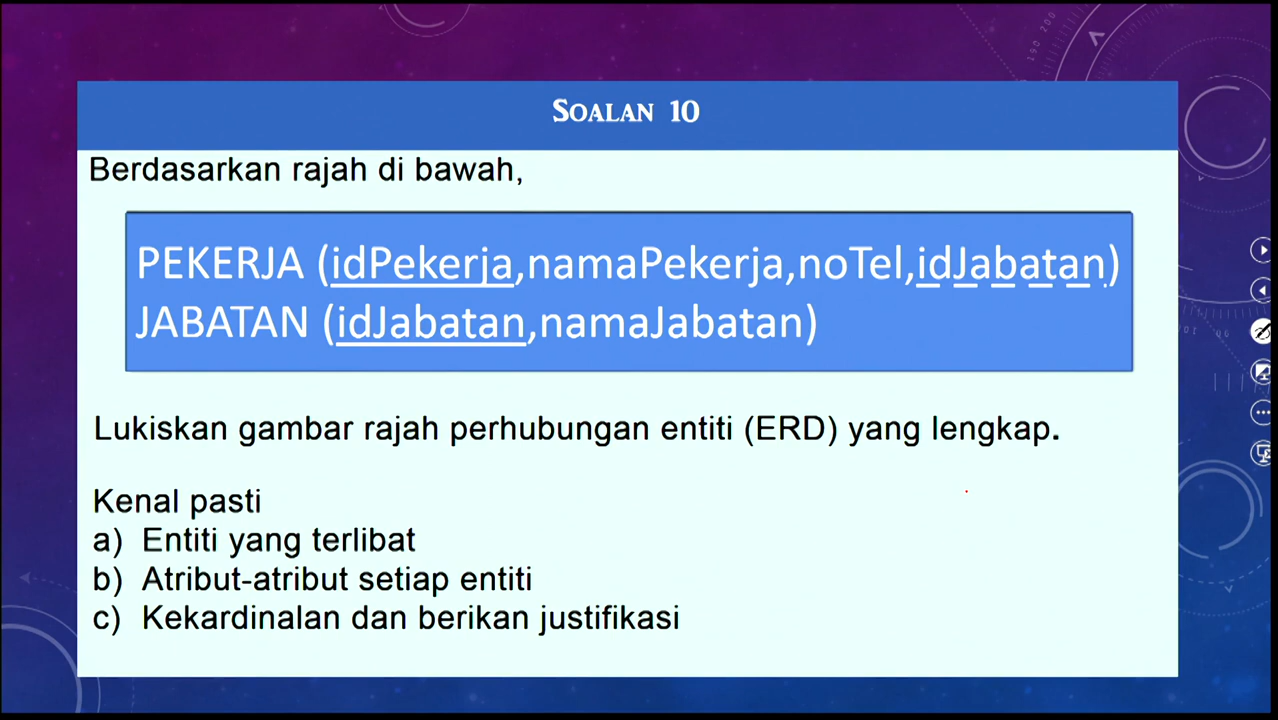 SOALAN 10
Berdasarkan rajah di bawah,
PEKERJA (idPekerja,namaPekerja,noTel,idJabatan)
JABATAN (idJabatan,namaJabatan)
Lukiskan gambar rajah perhubungan entiti (ERD) yang lengkap.
Kenal pasti
a) Entiti yang terlibat
b) Atribut-atribut setiap entiti
c) Kekardinalan dan berikan justifikasi